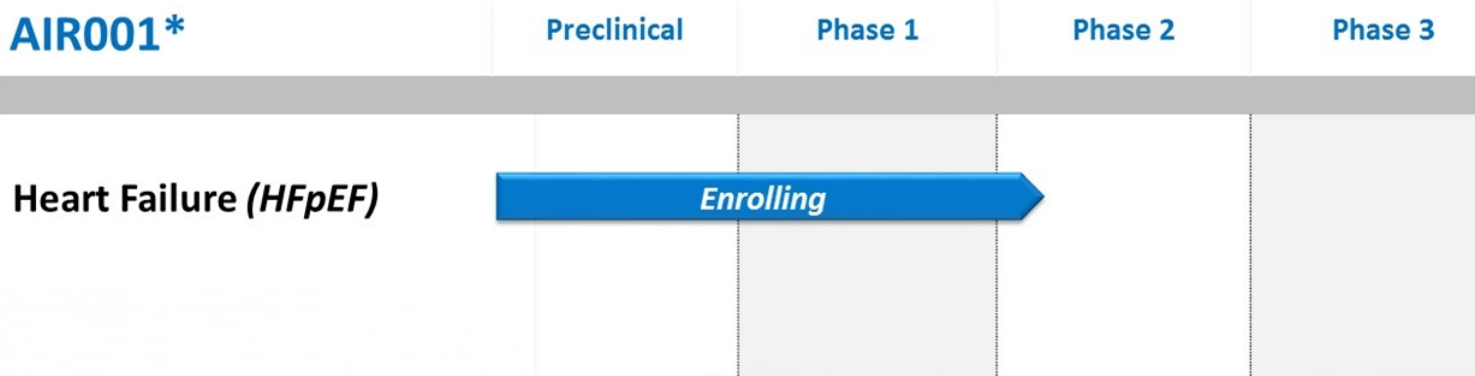 AIR001* Preclinical Phase 1 Phase 2 Phase 3
Heart Failure (HFpEF) Enrolling